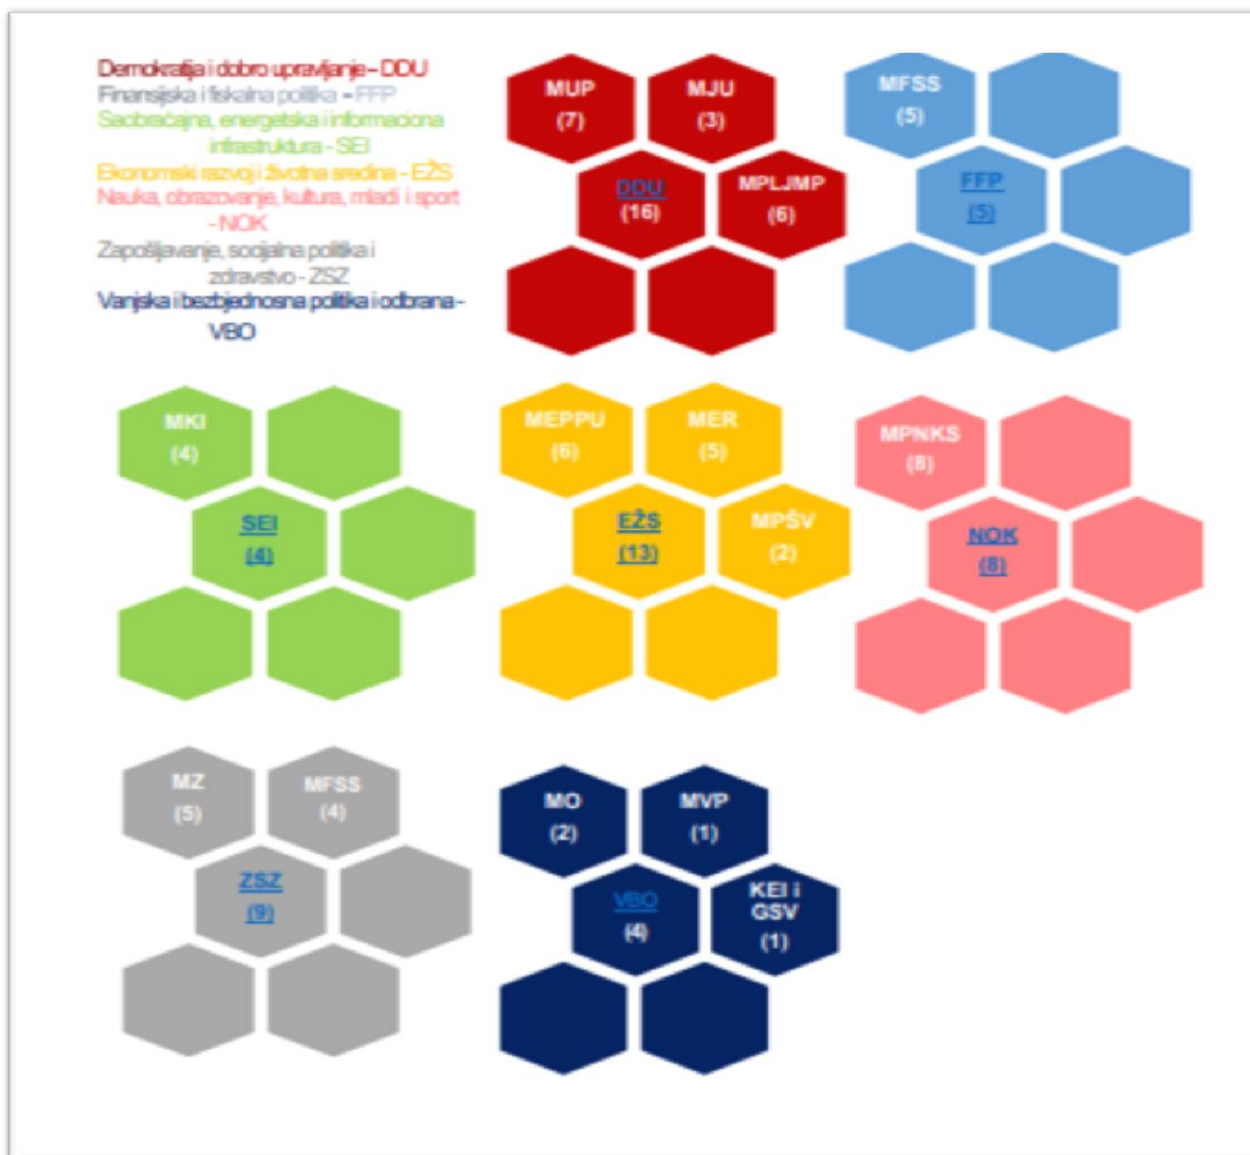 Demokratija i dobro upravljanje – DDU
Finansijska i fiskalna politika – FFP
Saobraćajna, energetska i informaciona
infrastruktura - SEI
Ekonomski razvoj i životna sredina - EŽS
Nauka, obrazovanje, kultura, mladi i sport
- NOK
Zapošljavanje, socijalna politika i
zdravstvo - ZSZ
Vanjska i bezbjednosna politika i odbrana -
VBO
MUP
(7)
MJU
(3)
DDU
(16)
MPLJMP
(6)
MFSS
(5)
FFP
(5)
MKI
(4)
SEI
(4)
MEPPU
(6)
MER
(5)
EŽS
(13)
MPŠV
(2)
MPNKS
(8)
NOK
(8)
MZ
(5)
MFSS
(4)
ZSZ
(9)
MO
(2)
MVP
(1)
VBO
(4)
KEI i
GSV
(1)